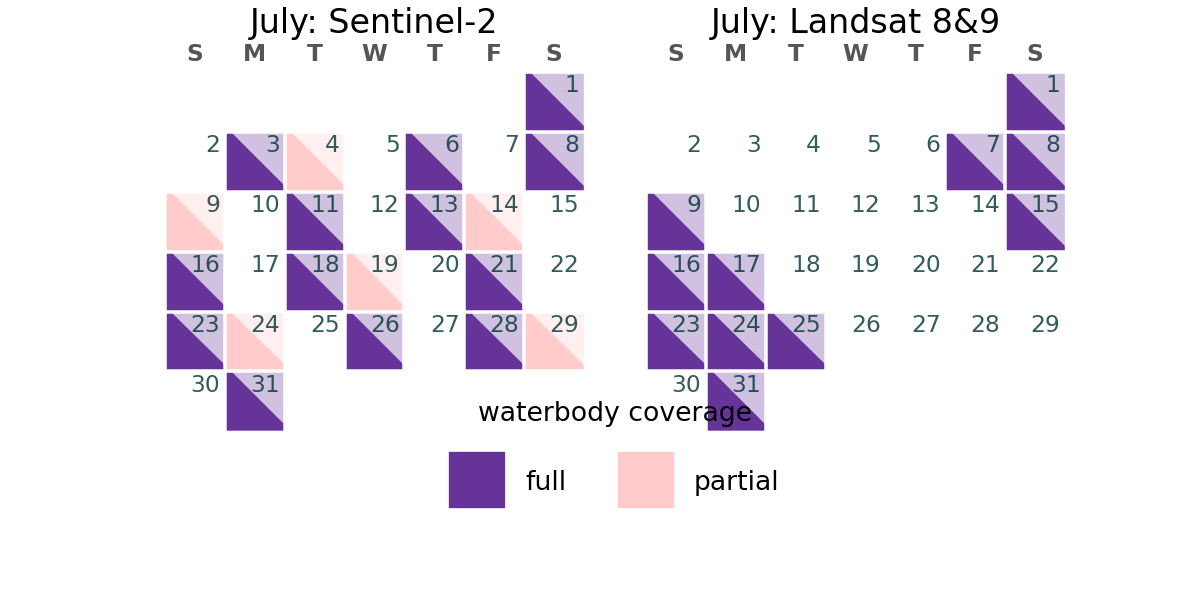 July: Sentinel-2
S M T W T F S
1
2 3 4 5 6 7 8
9 10 11 12 13 14 15
16 17 18 19 20 21 22
23 24 25 26 27 28 29
30 31
July: Landsat 8&9
S M T W T F S
1
2 3 4 5 6 7 8
9 10 11 12 13 14 15
16 17 18 19 20 21 22
23 24 25 26 27 28 29
30 31
waterbody coverage
full partial